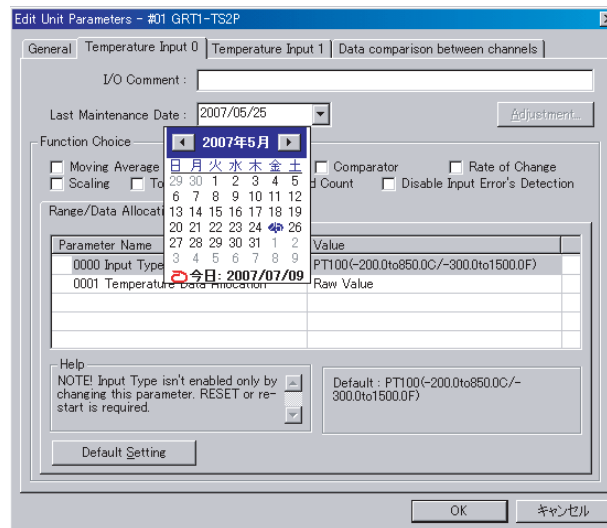 Edit Unit Parameters - #01 GRT1-TS2P
General Temperature Input 0 Temperature Input 1 Data comparison between channels
I/O Comment :
Last Maintenance Date : 2007/05/25 Adjustment...
Function Choice
Moving Average Comparator Rate of Change
Scaling To d Count Disable Input Error's Detection
2007年5月
日 月 火 水 木 金 土
29 30 1 2 3 4 5
6 7 8 9 10 11 12
13 14 15 16 17 18 19
20 21 22 23 24 25 26
27 28 29 30 31 1 2
3 4 5 6 7 8 9
今日: 2007/07/09
Range/Data Allocati
Parameter Name Value
0000 Input Type PT100(-200.0to850.0C/-300.0to1500.0F)
0001 Temperature Data Allocation Raw Value
Help
NOTE! Input Type isn't enabled only by
changing this parameter. RESET or re-
start is required.
Default : PT100(-200.0to850.0C/-
300.0to1500.0F)
Default Setting
OK キャンセル